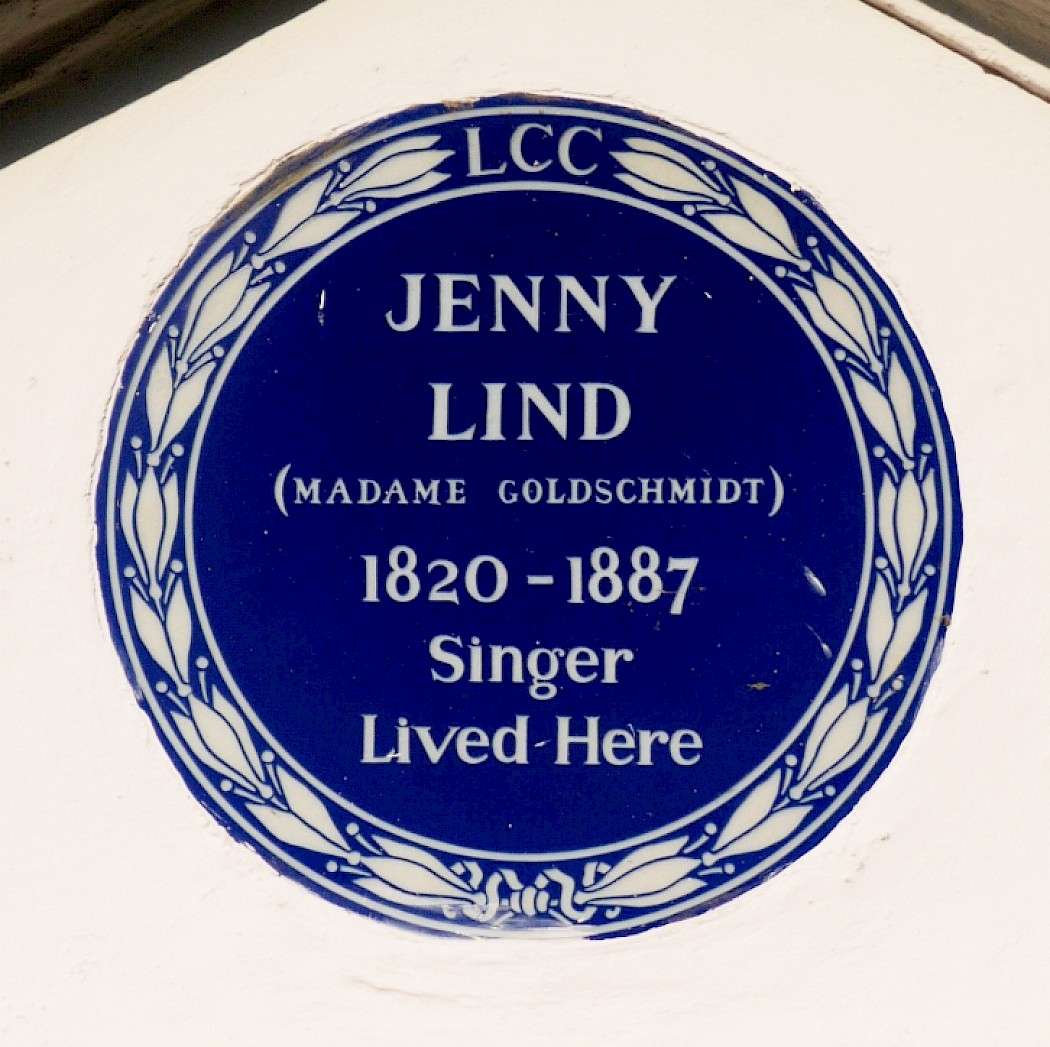 LCC
JENNY
LIND
(MADAME GOLDSCHMIDT)
1820 – 1887
Singer
Lived Here